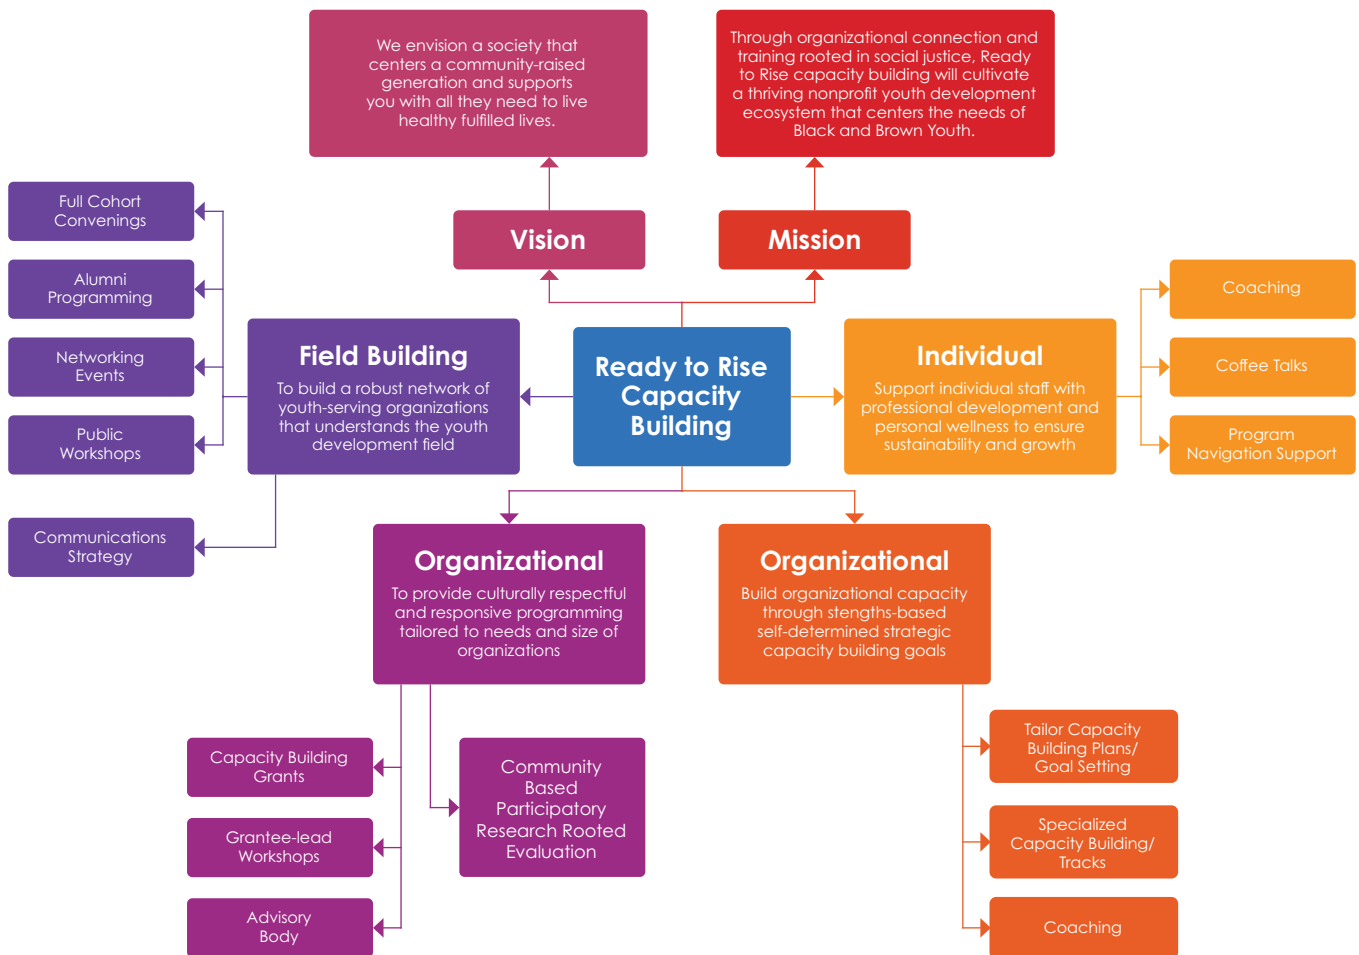 We envision a society that
centers a community-raised
generation and supports
you with all they need to live
healthy fulfilled lives.
Through organizational connection and
training rooted in social justice, Ready
to Rise capacity building will cultivate
a thriving nonprofit youth development
ecosystem that centers the needs of
Black and Brown Youth.
Vision
Mission
Full Cohort
Convenings
Alumni
Programming
Networking
Events
Public
Workshops
Communications
Strategy
Field Building
To build a robust network of
youth-serving organizations
that understands the youth
development field
Ready to Rise
Capacity
Building
Individual
Support individual staff with
professional development and
personal wellness to ensure
sustainability and growth
Coaching
Coffee Talks
Program
Navigation Support
Organizational
To provide culturally respectful
and responsive programming
tailored to needs and size of
organizations
Organizational
Build organizational capacity
through stengths-based
self-determined strategic
capacity building goals
Capacity Building
Grants
Grantee-lead
Workshops
Advisory
Body
Community
Based
Participatory
Research Rooted
Evaluation
Tailor Capacity
Building Plans/
Goal Setting
Specialized
Capacity Building/
Tracks
Coaching